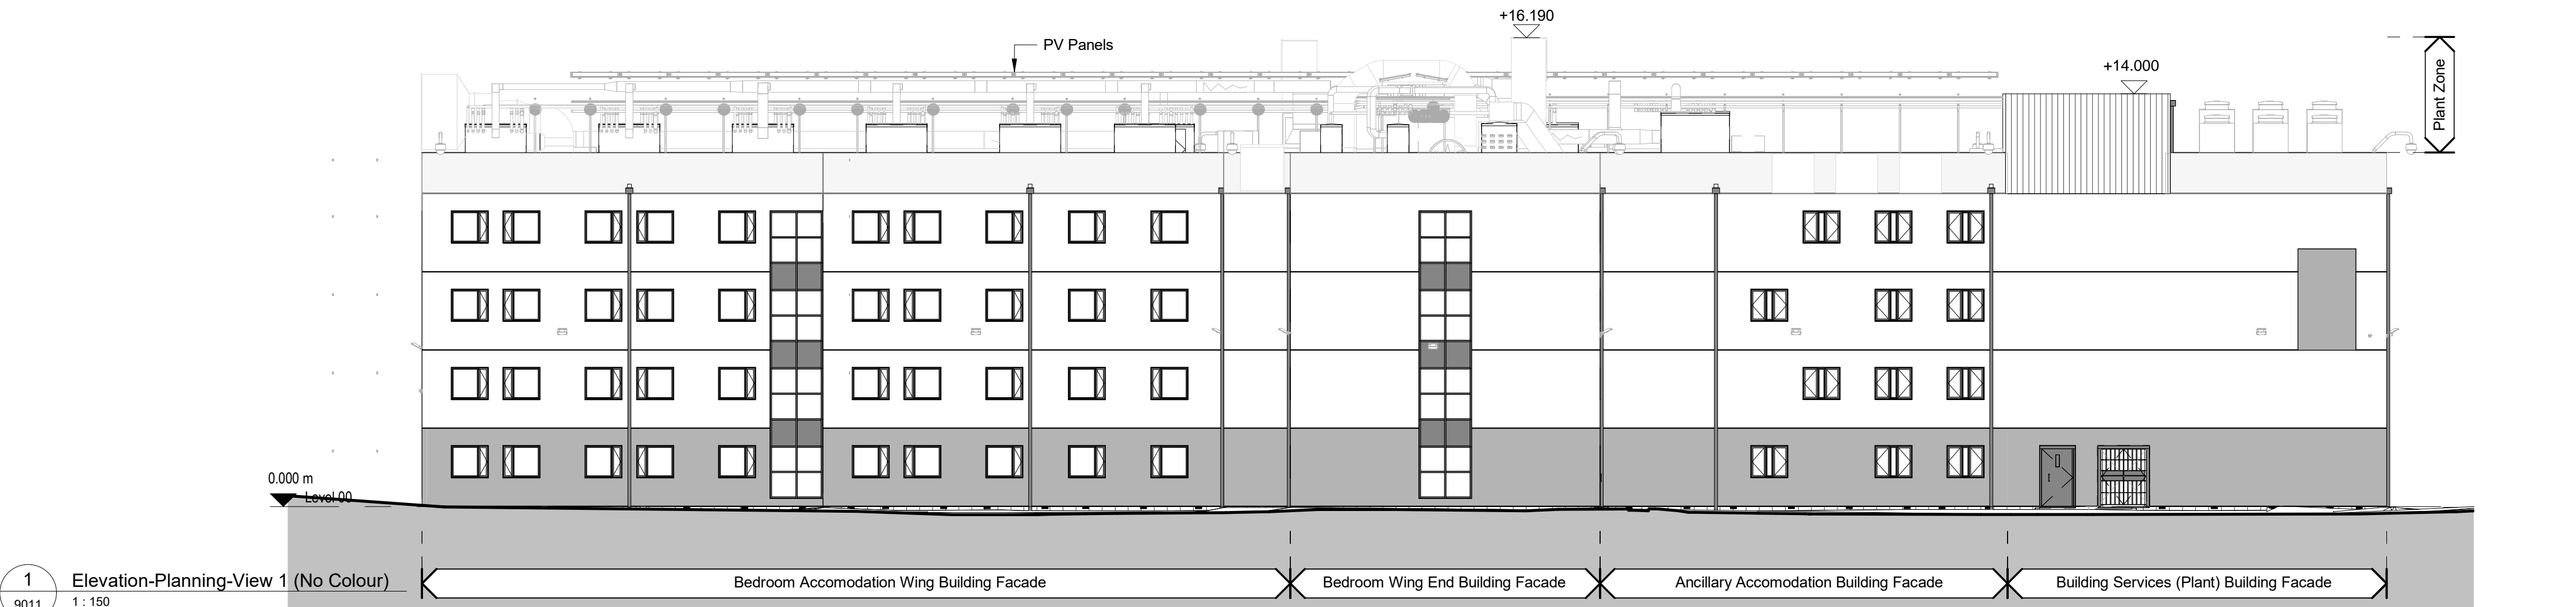 +16.190
PV Panels
+14.000
Plant Zone
0.000 m
Level 00
1
9011
Elevation-Planning-View 1 (No Colour)
1 : 150
Bedroom Accomodation Wing Building Facade
Bedroom Wing End Building Facade
Ancillary Accomodation Building Facade
Building Services (Plant) Building Facade